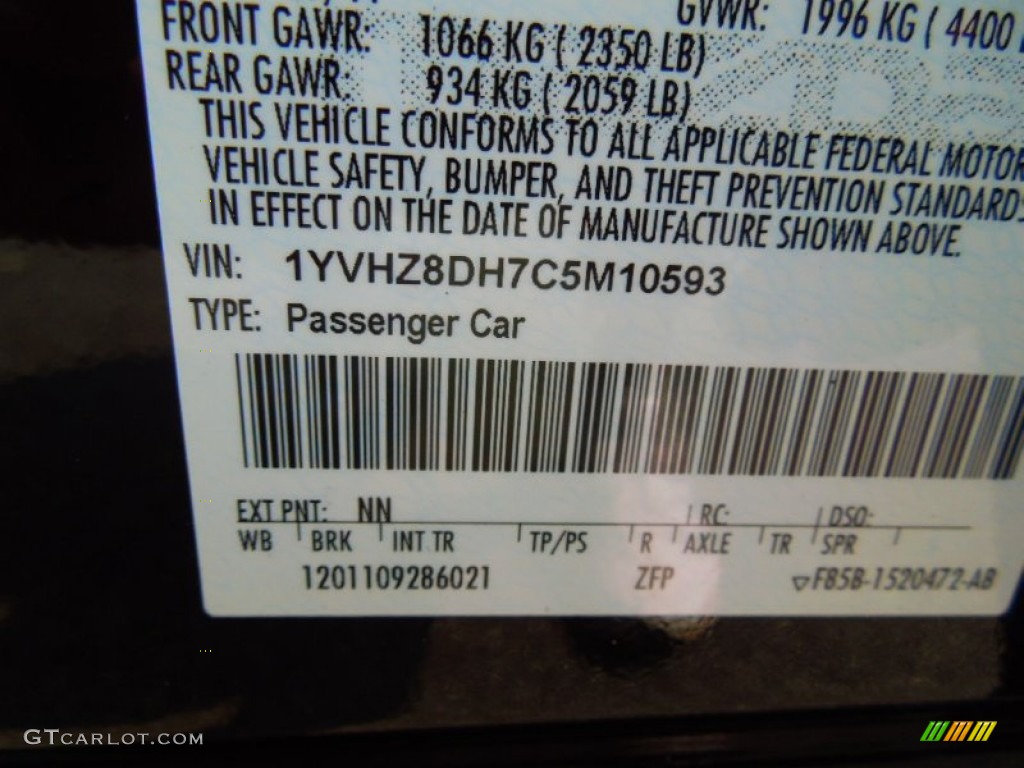 GVWR: 1996 KG ( 4400
FRONT GAWR: 1066 KG ( 2350 LB)
REAR GAWR: 934 KG ( 2059 LB)
THIS VEHICLE CONFORMS TO ALL APPLICABLE FEDERAL MOTOR
VEHICLE SAFETY, BUMPER, AND THEFT PREVENTION STANDARDS
IN EFFECT ON THE DATE OF MANUFACTURE SHOWN ABOVE.
VIN: 1YVHZ8DH7C5M10593
TYPE: Passenger Car
EXT PNT: NN RC: DSO:
WB BRK INT TR TP/PS R AXLE TR SPR
1201109286021 ZFP F85B-1520472-AB
GTCARLOT.COM